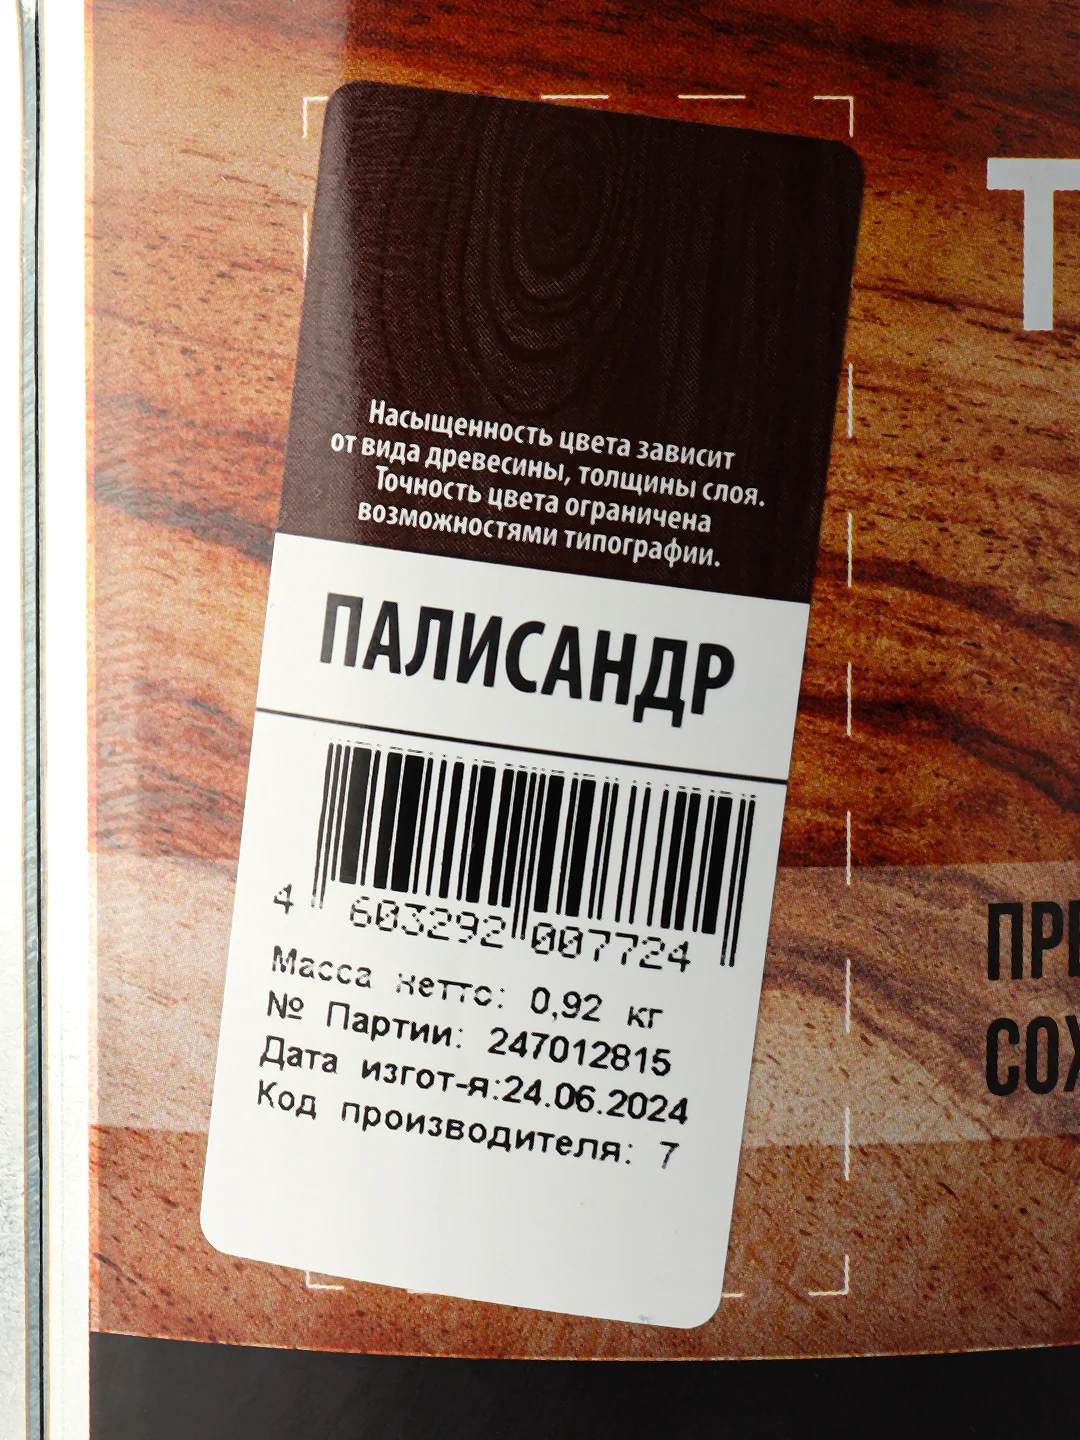 Насыщенность цвета зависит
от вида древесины, толщины слоя.
Точность цвета ограничена
возможностями типографии.
ПАЛИСАНДР
4 603292 007724
Масса нетто: 0,92 кг
№ Партии: 247012815
Дата изгот-я:24.06.2024
Код производителя: 7